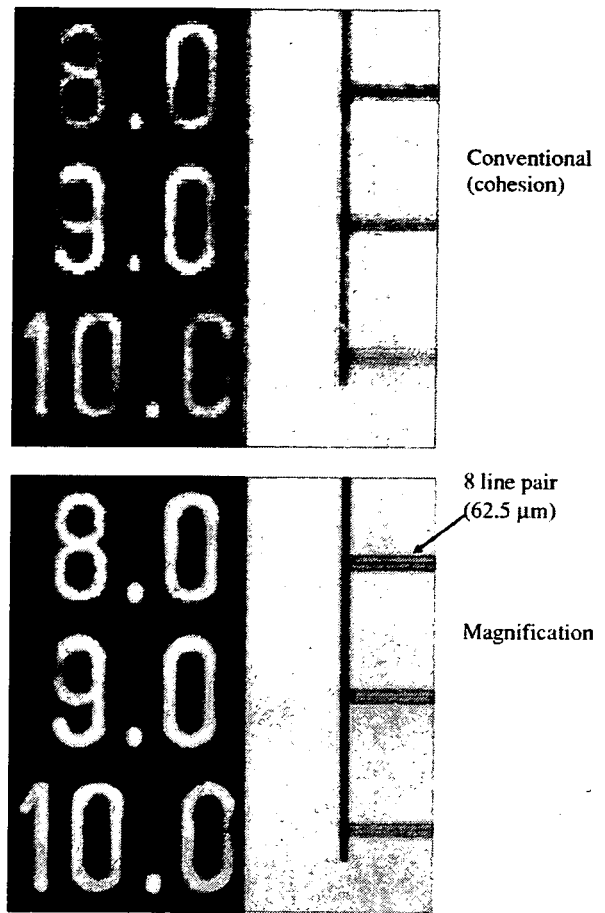 8.0
9.0
10.0
Conventional
(cohesion)
8.0
9.0
10.0
8 line pair
(62.5 μm)
Magnification